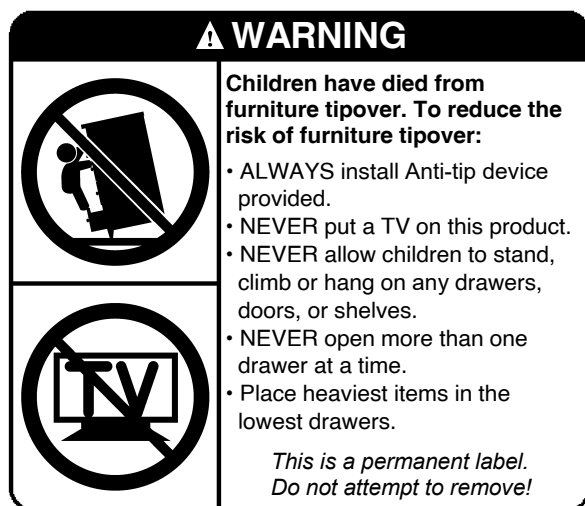 ⚠ WARNING
Children have died from
furniture tipover. To reduce the
risk of furniture tipover:
• ALWAYS install Anti-tip device
provided.
• NEVER put a TV on this product.
• NEVER allow children to stand,
climb or hang on any drawers,
doors, or shelves.
• NEVER open more than one
drawer at a time.
• Place heaviest items in the
lowest drawers.
This is a permanent label.
Do not attempt to remove!
TV